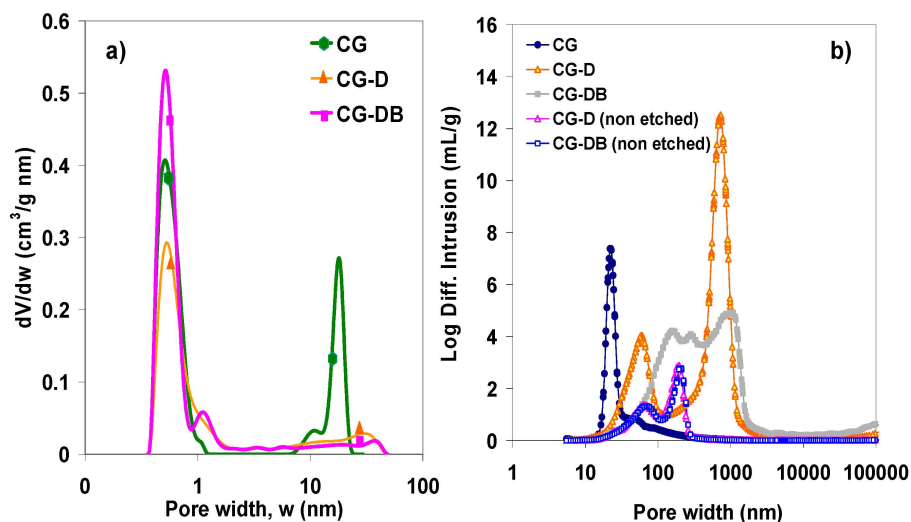 a)
CG
CG-D
CG-DB
0.6
0.5
0.4
0.3
0.2
0.1
0
dV/dw (cm³/g nm)
0 1 10 100
Pore width, w (nm)
b)
CG
CG-D
CG-DB
CG-D (non etched)
CG-DB (non etched)
16
14
12
10
8
6
4
2
0
Log Diff. Intrusion (mL/g)
1 10 100 1000 10000 100000
Pore width (nm)